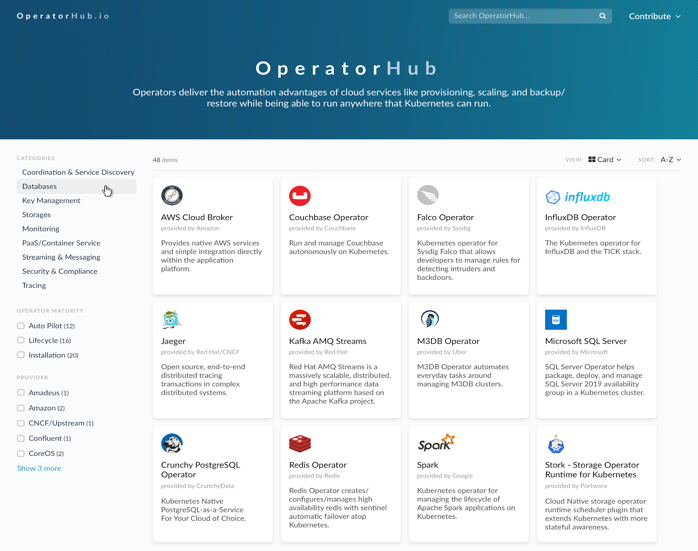 OperatorHub.io
Search OperatorHub...
Contribute
OperatorHub
Operators deliver the automation advantages of cloud services like provisioning, scaling, and backup/
restore while being able to run anywhere that Kubernetes can run.
CATEGORIES
Coordination & Service Discovery
Databases
Key Management
Storages
Monitoring
PaaS/Container Service
Streaming & Messaging
Security & Compliance
Tracing
OPERATOR MATURITY
Auto Pilot (12)
Lifecycle (16)
Installation (20)
PROVIDER
Amadeus (1)
Amazon (2)
CNCF/Upstream (1)
Confluent (1)
CoreOS (2)
Show 3 more
48 items
VIEW: Card
SORT: A-Z
AWS Cloud Broker
provided by Amazon
Provides native AWS services
and simple integration directly
within the application
platform.
Couchbase Operator
provided by Couchbase
Run and manage Couchbase
autonomously on Kubernetes.
Falco Operator
provided by Sysdig
Kubernetes operator for
Sysdig Falco that allows
developers to manage rules for
detecting intruders and
backdoors.
influxdb
InfluxDB Operator
provided by InfluxDB
The Kubernetes operator for
InfluxDB and the TICK stack.
Jaeger
provided by Red Hat/CNCF
Open source, end-to-end
distributed tracing
transactions in complex
distributed systems.
Kafka AMQ Streams
provided by Red Hat
Red Hat AMQ Streams is a
massively scalable, distributed,
and high performance data
streaming platform based on
the Apache Kafka project.
M3DB Operator
provided by Uber
M3DB Operator automates
everyday tasks around
managing M3DB clusters.
Microsoft SQL Server
provided by Microsoft
SQL Server Operator helps
package, deploy, and manage
SQL Server 2019 availability
group in a Kubernetes cluster.
Crunchy PostgreSQL
Operator
provided by CrunchyData
Kubernetes Native
PostgreSQL-as-a-Service
For Your Cloud of Choice.
Redis Operator
provided by Redis
Redis Operator creates/
configures/manages high
availability redis with sentinel
automatic failover atop
Kubernetes.
Spark
Spark
provided by Google
Kubernetes operator for
managing the lifecycle of
Apache Spark applications on
Kubernetes.
Stork - Storage Operator
Runtime for Kubernetes
provided by Portworx
Cloud Native storage operator
runtime scheduler plugin that
extends Kubernetes with more
stateful awareness.